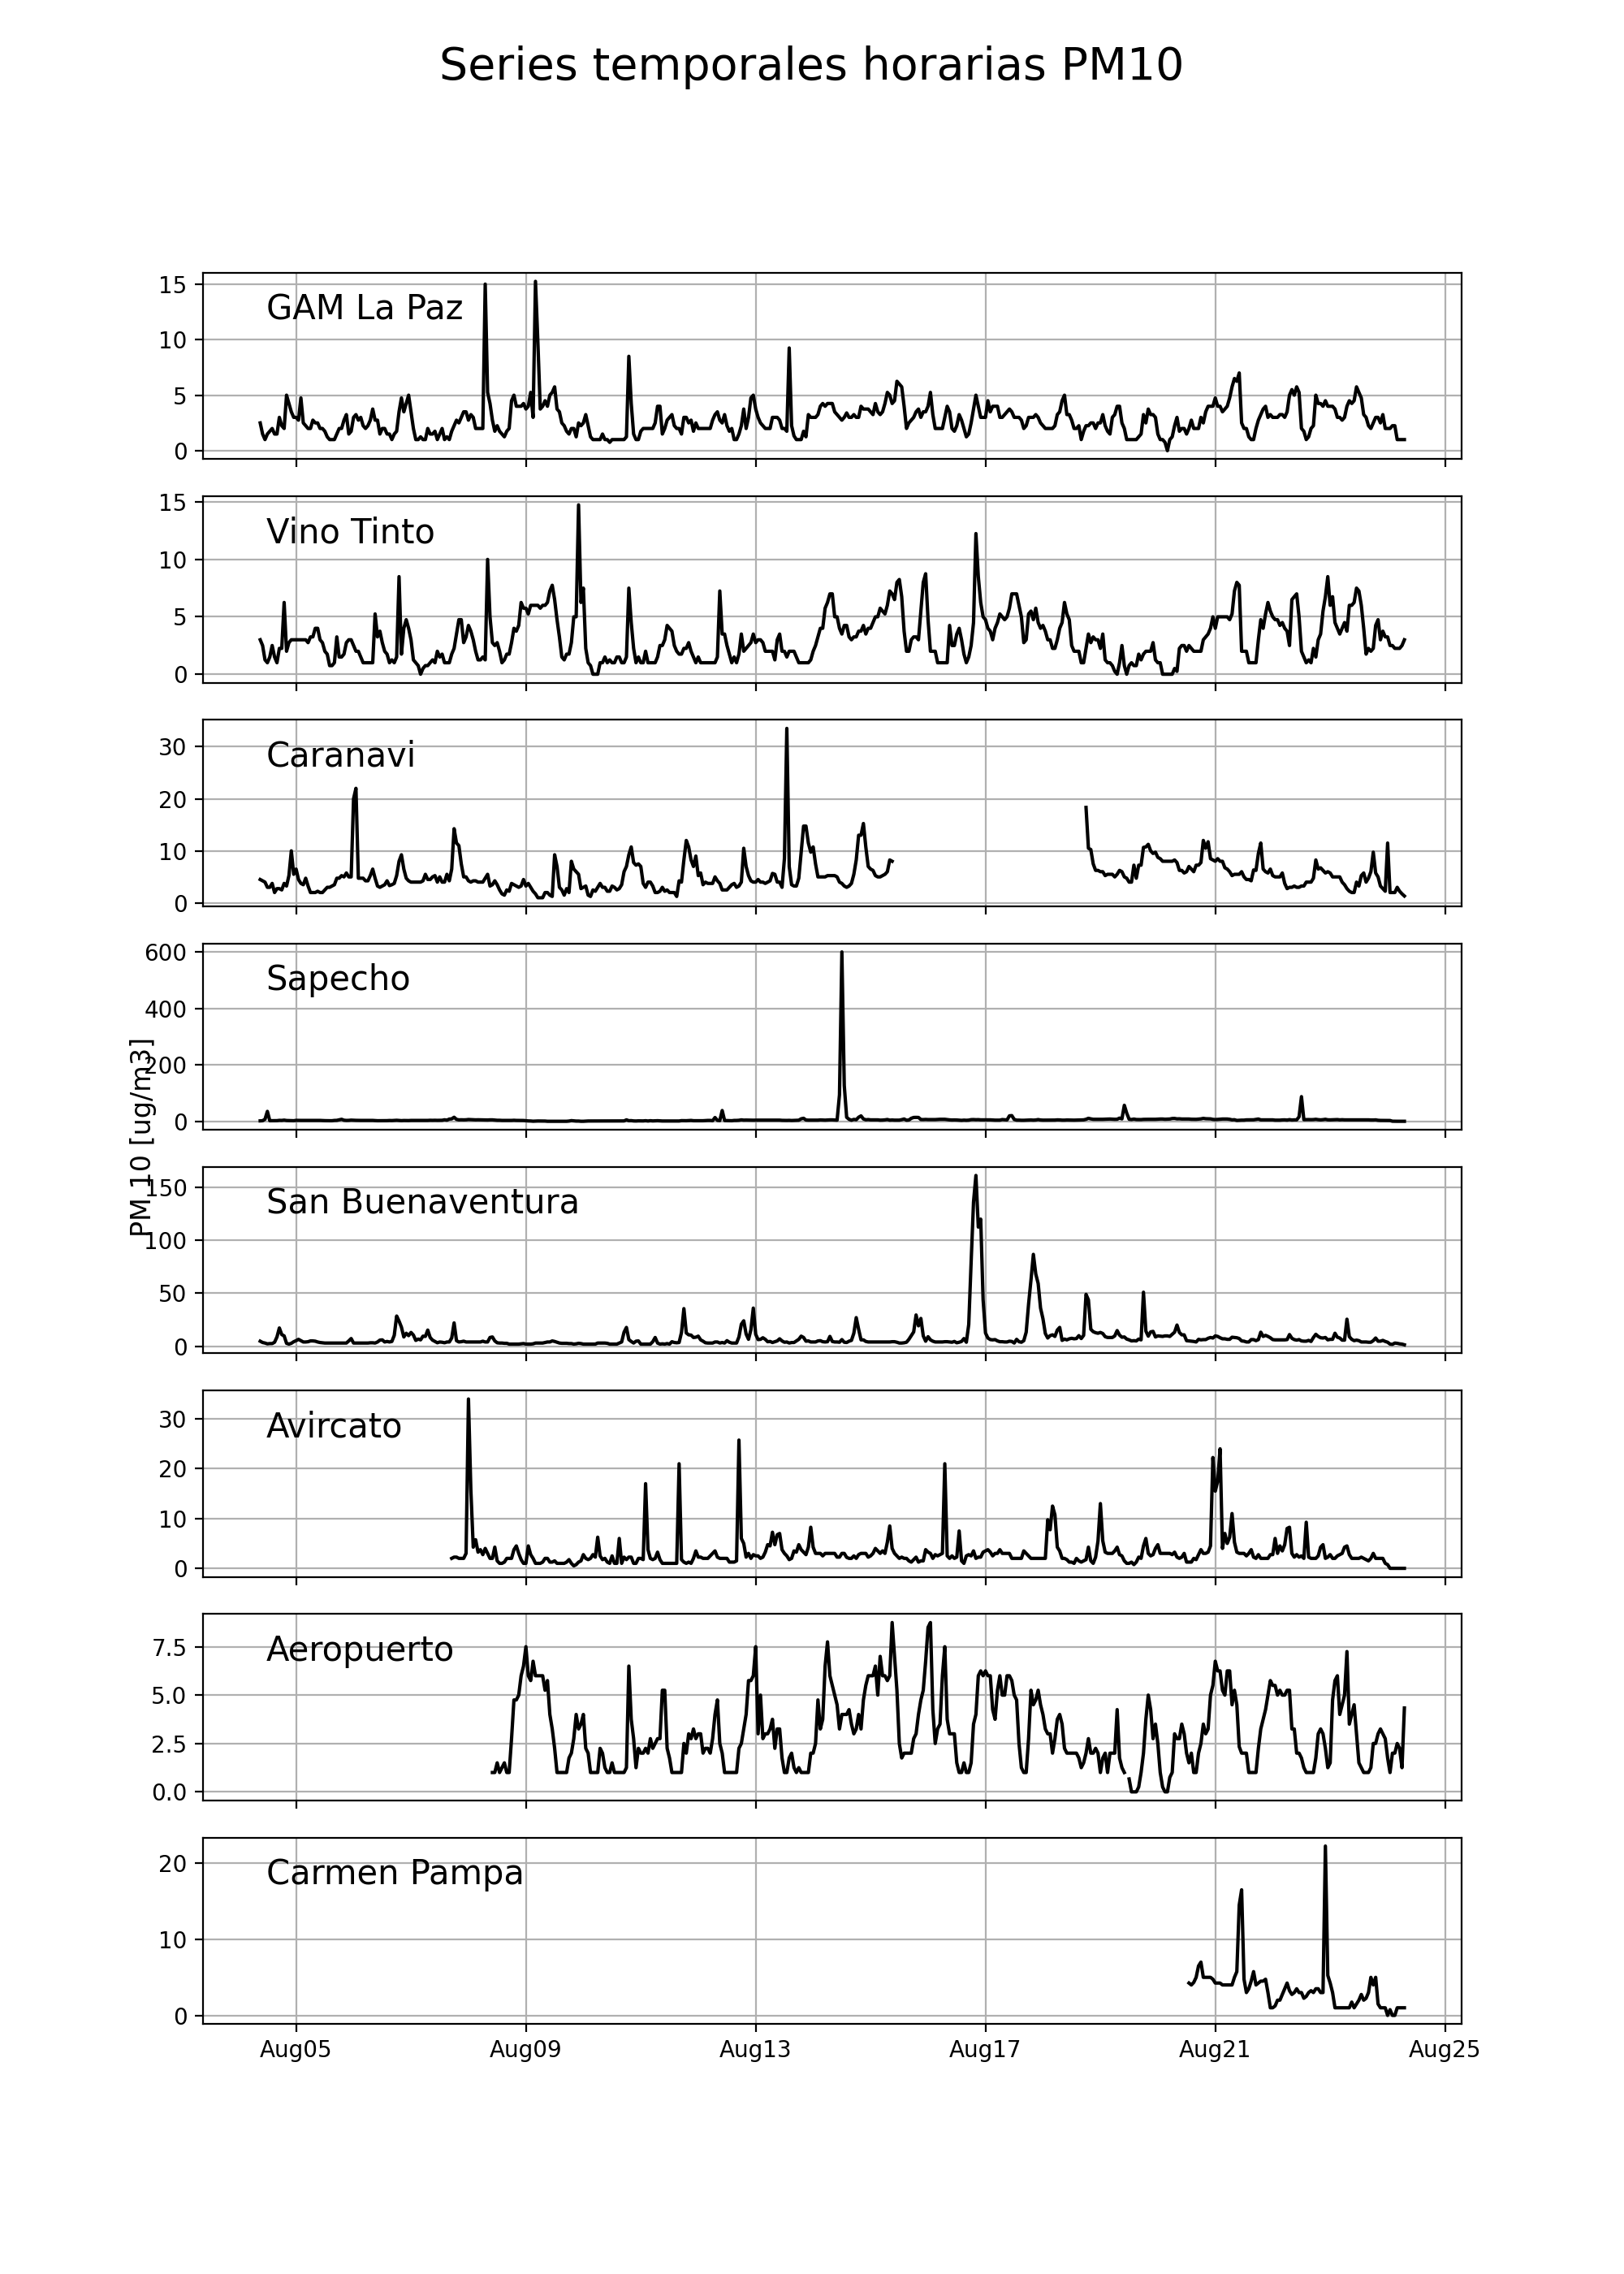 Series temporales horarias PM10
15
GAM La Paz
10
5
0
15
Vino Tinto
10
5
0
30
Caranavi
20
10
0
600
Sapecho
400
200
0
PM 10 [ug/m3]
150
San Buenaventura
100
50
0
30
Avircato
20
10
0
7.5
Aeropuerto
5.0
2.5
0.0
20
Carmen Pampa
10
0
Aug05 Aug09 Aug13 Aug17 Aug21 Aug25